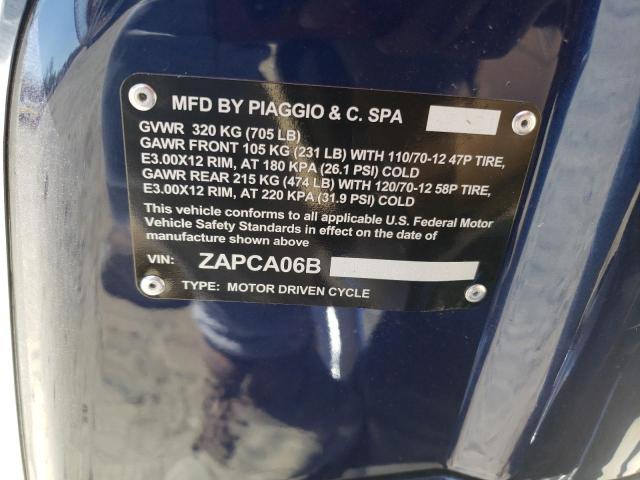 MFD BY PIAGGIO & C. SPA
GVWR 320 KG (705 LB)
GAWR FRONT 105 KG (231 LB) WITH 110/70-12 47P TIRE,
E3.00X12 RIM, AT 180 KPA (26.1 PSI) COLD
GAWR REAR 215 KG (474 LB) WITH 120/70-12 58P TIRE,
E3.00X12 RIM, AT 220 KPA (31.9 PSI) COLD
This vehicle conforms to all applicable U.S. Federal Motor
Vehicle Safety Standards in effect on the date of
manufacture shown above
VIN: ZAPCA06B
TYPE: MOTOR DRIVEN CYCLE